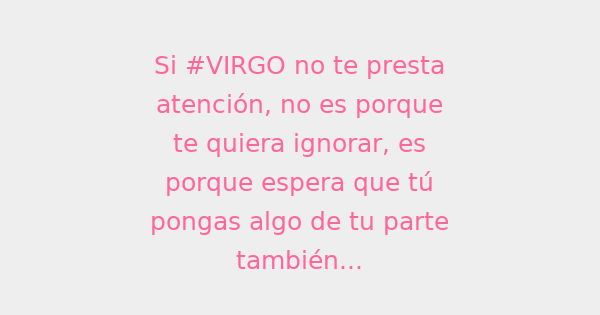 Si #VIRGO no te presta
atención, no es porque
te quiera ignorar, es
porque espera que tú
pongas algo de tu parte
también...